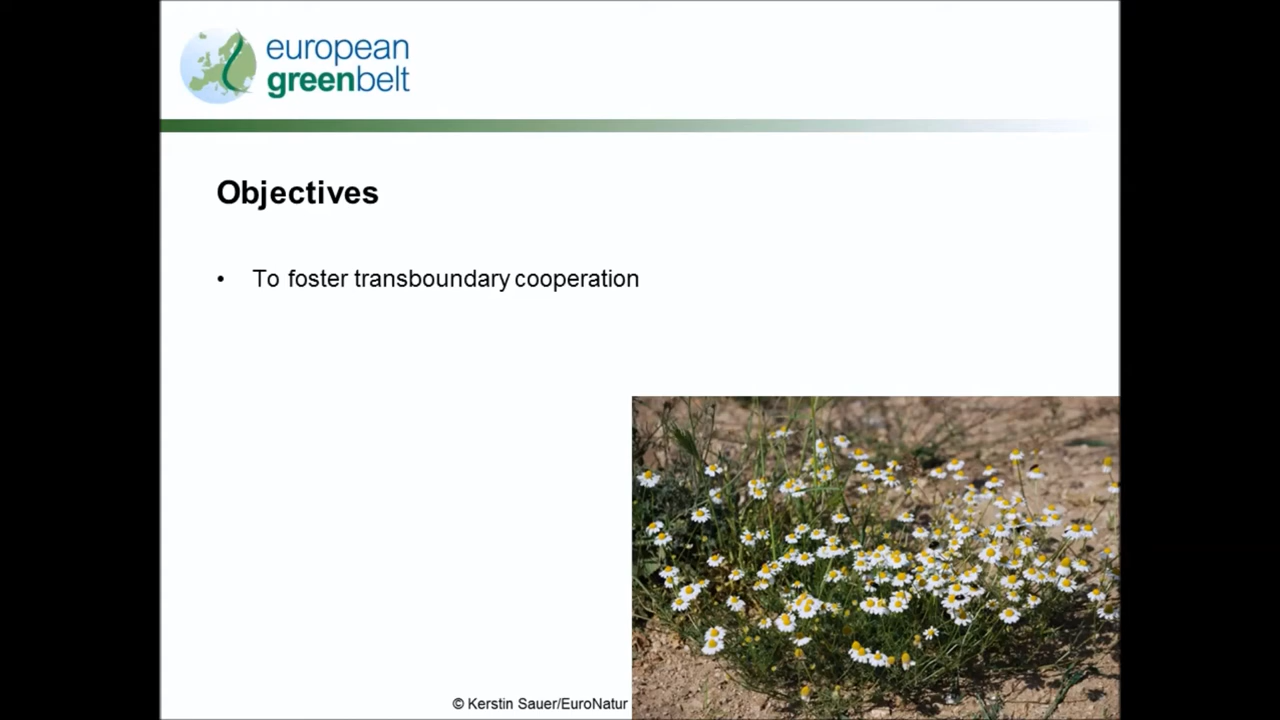 european
greenbelt
Objectives
• To foster transboundary cooperation
© Kerstin Sauer/EuroNatur